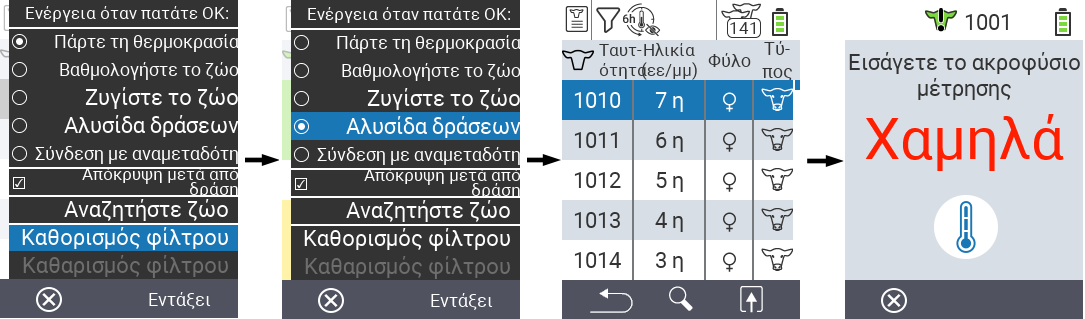 Ενέργεια όταν πατάτε OK:
Πάρτε τη θερμοκρασία
Βαθμολογήστε το ζώο
Ζυγίστε το ζώο
Αλυσίδα δράσεων
Σύνδεση με αναμεταδότη
Απόκρυψη μετά από
δράση
Αναζητήστε ζώο
Καθορισμός φίλτρου
Καθαρισμός φίλτρου
Εντάξει
Ενέργεια όταν πατάτε OK:
Πάρτε τη θερμοκρασία
Βαθμολογήστε το ζώο
Ζυγίστε το ζώο
Αλυσίδα δράσεων
Σύνδεση με αναμεταδότη
Απόκρυψη μετά από
δράση
Αναζητήστε ζώο
Καθορισμός φίλτρου
Καθαρισμός φίλτρου
Εντάξει
6h 141
Ταυτ- Ηλικία Φύλο Τύ-
ότητα (εε/μμ) πος
1010 7 η
1011 6 η
1012 5 η
1013 4 η
1014 3 η
1001
Εισάγετε το ακροφύσιο
μέτρησης
Χαμηλά